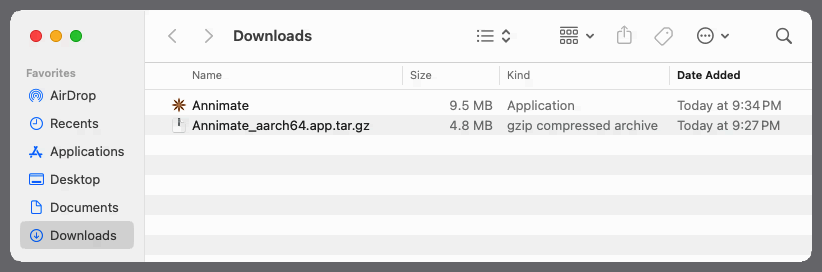 Downloads
Favorites
AirDrop
Recents
Applications
Desktop
Documents
Downloads
Name Size Kind Date Added
Annimate 9.5 MB Application Today at 9:34 PM
Annimate_aarch64.app.tar.gz 4.8 MB gzip compressed archive Today at 9:27 PM